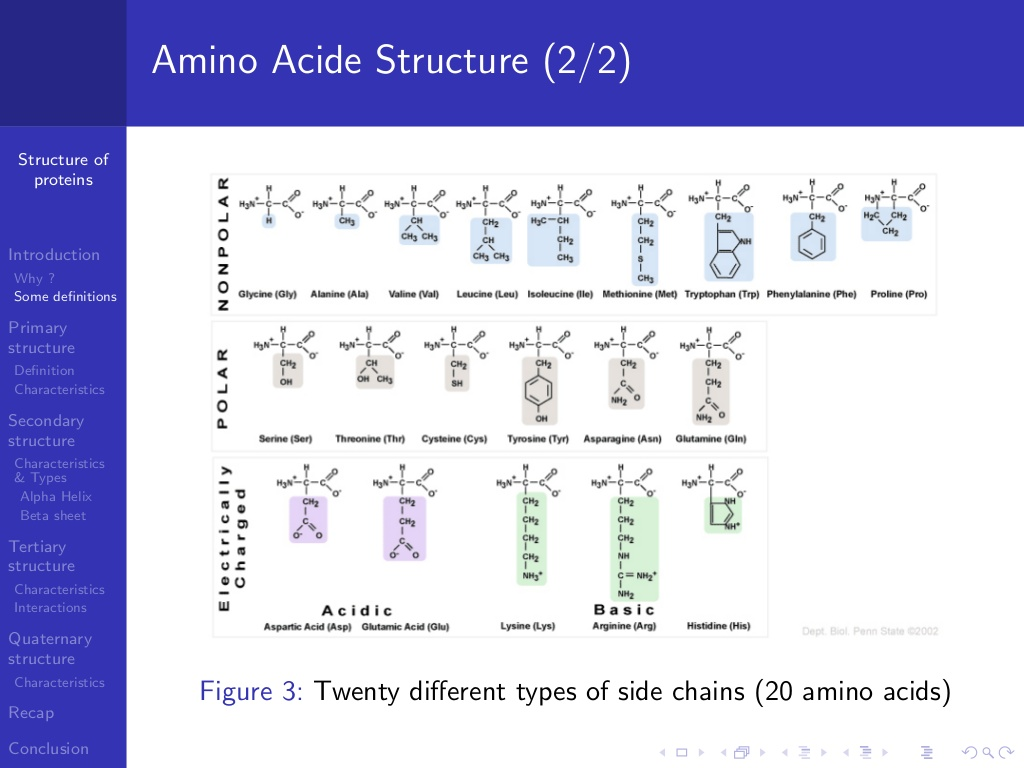 Amino Acide Structure (2/2)
Structure of
proteins
Introduction
Why ?
Some definitions
Primary
structure
Definition
Characteristics
Secondary
structure
Characteristics
& Types
Alpha Helix
Beta sheet
Tertiary
structure
Characteristics
Interactions
Quaternary
structure
Characteristics
Recap
Conclusion
NONPOLAR
Glycine (Gly) Alanine (Ala) Valine (Val) Leucine (Leu) Isoleucine (Ile) Methionine (Met) Tryptophan (Trp) Phenylalanine (Phe) Proline (Pro)
POLAR
Serine (Ser) Threonine (Thr) Cysteine (Cys) Tyrosine (Tyr) Asparagine (Asn) Glutamine (Gln)
Electrically
Charged
Acidic Basic
Aspartic Acid (Asp) Glutamic Acid (Glu) Lysine (Lys) Arginine (Arg) Histidine (His)
Dept. Biol. Penn State ©2002
Figure 3: Twenty different types of side chains (20 amino acids)